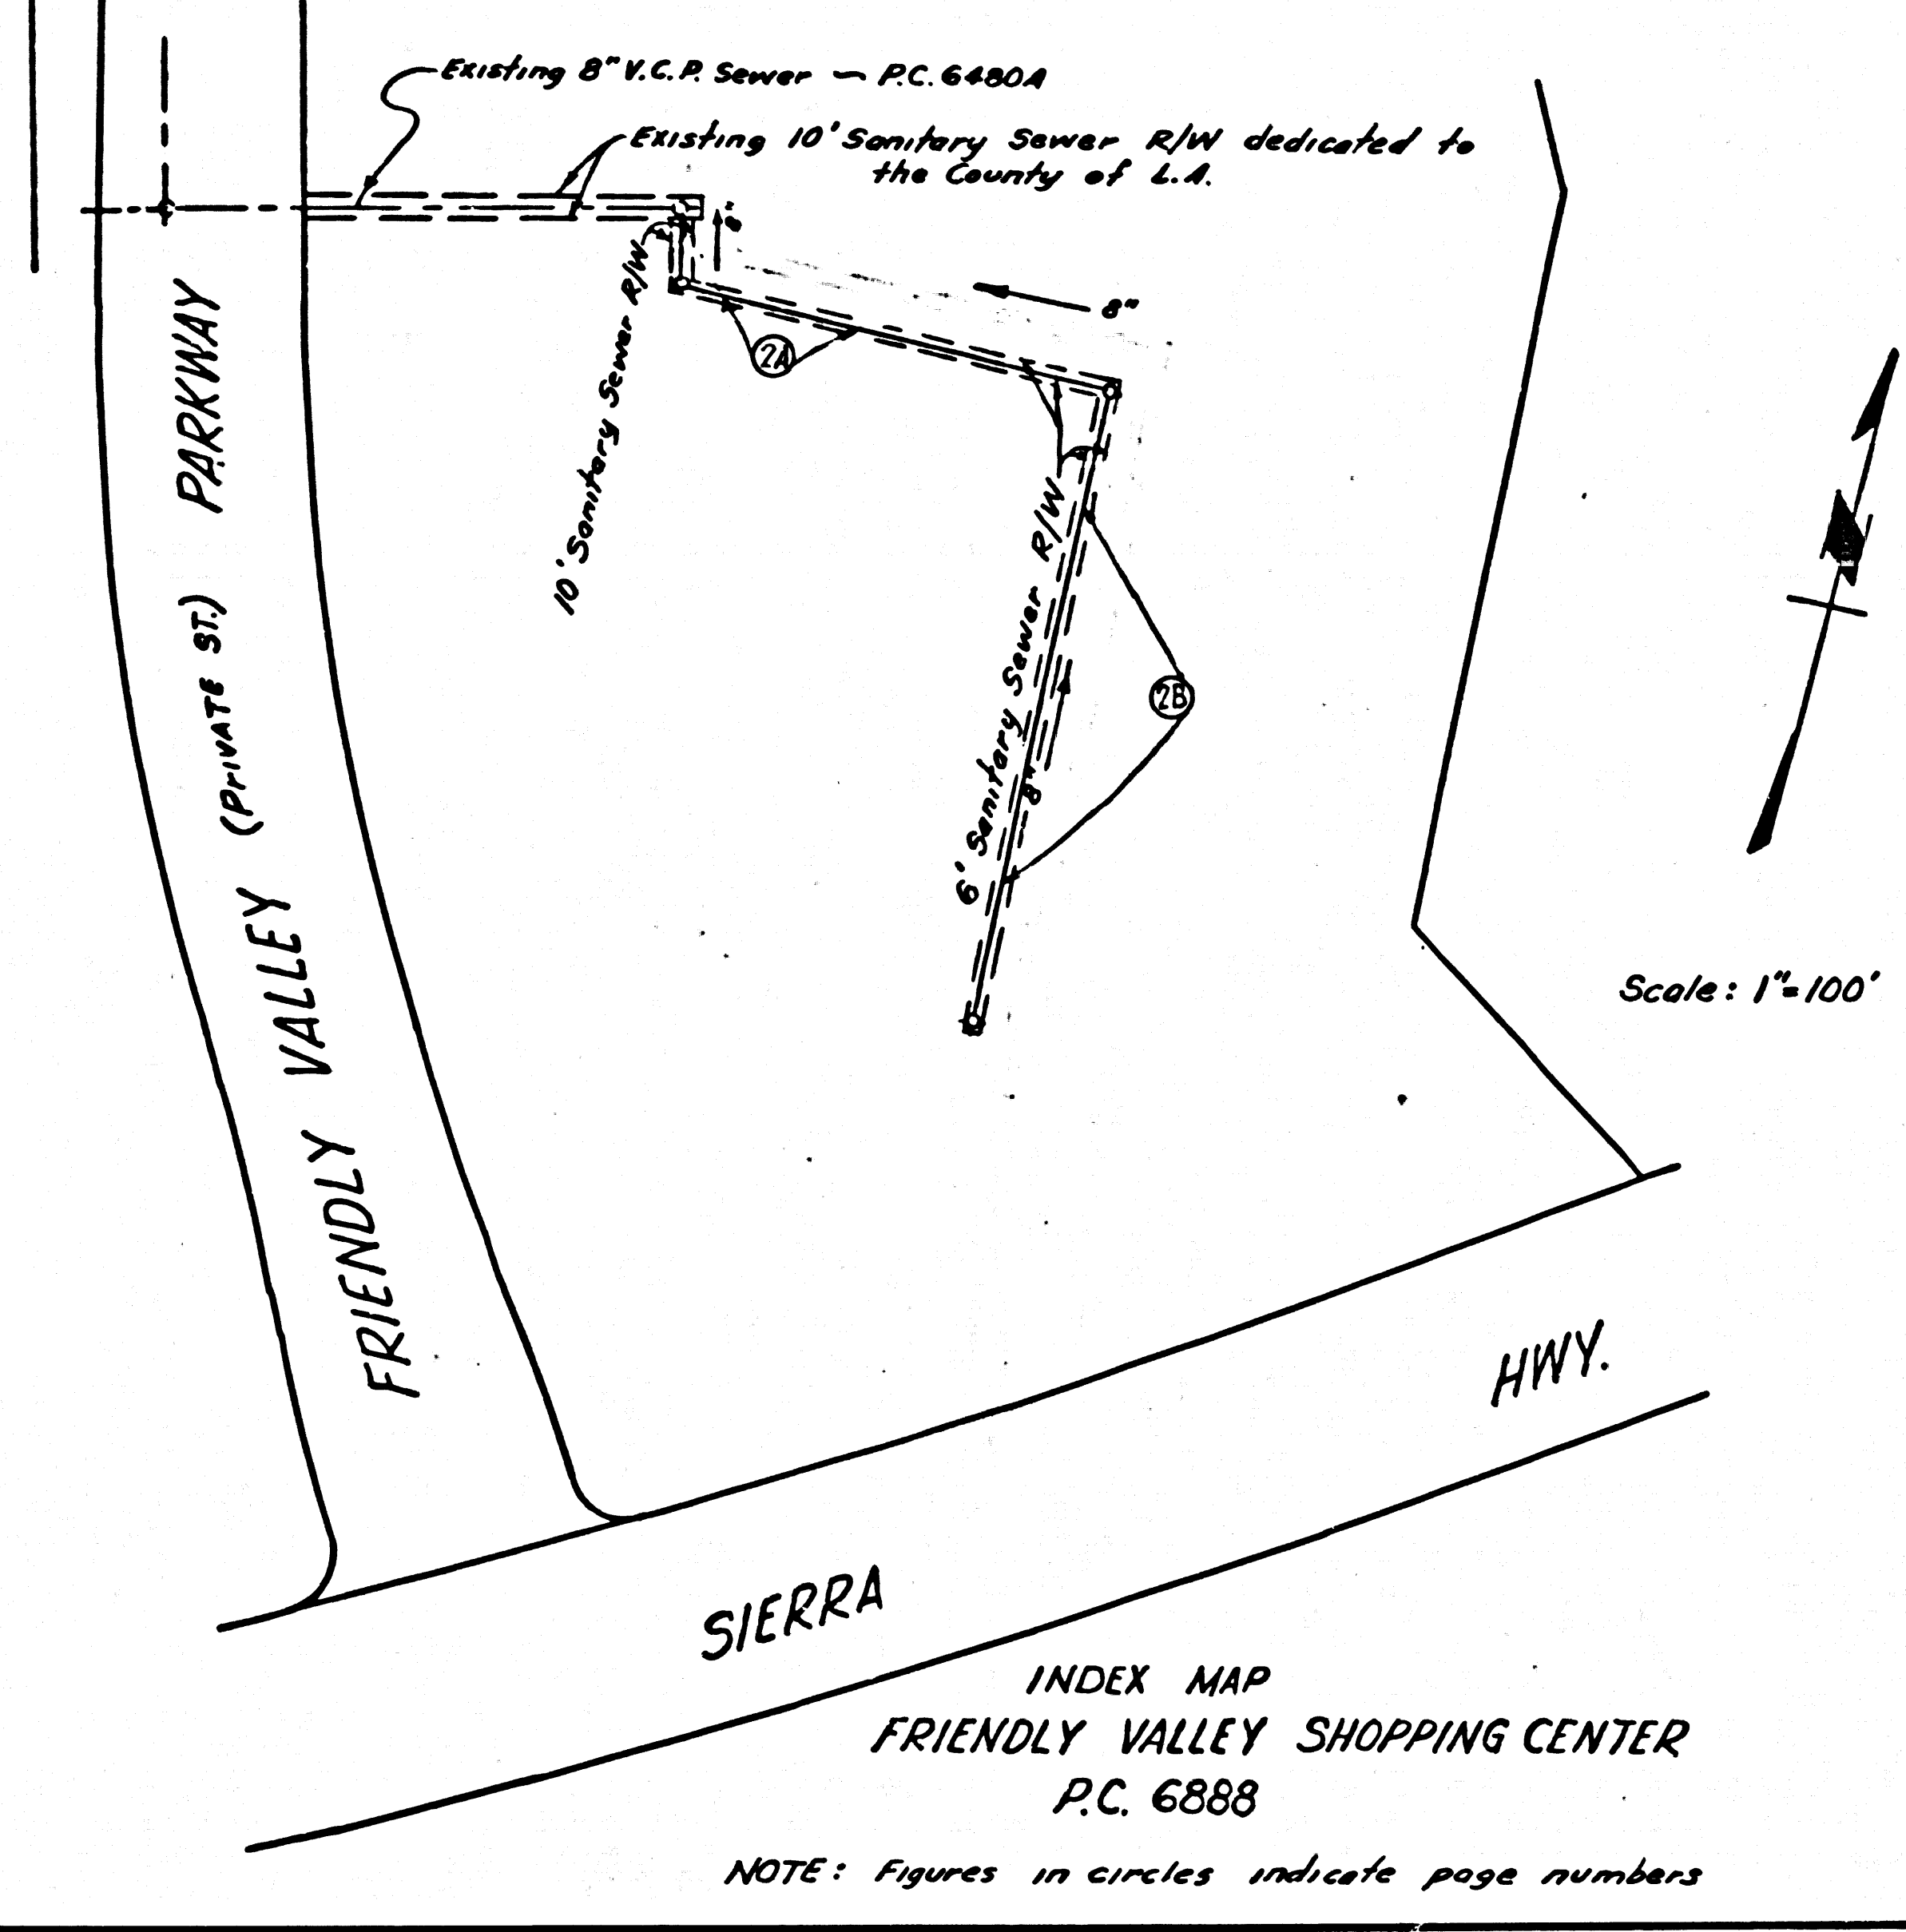 Existing 8" V.C.P. Sewer — P.C. 6480A
Existing 10' Sanitary Sewer R/W dedicated to
the County of L.A.
8"
8"
10' Sanitary Sewer R/W
2A
6' Sanitary Sewer R/W
8"
2B
N
FRIENDLY VALLEY PARKWAY
(PRIVATE ST.)
Scale: 1"=100'
SIERRA HWY.
INDEX MAP
FRIENDLY VALLEY SHOPPING CENTER
P.C. 6888
NOTE: Figures in circles indicate page numbers